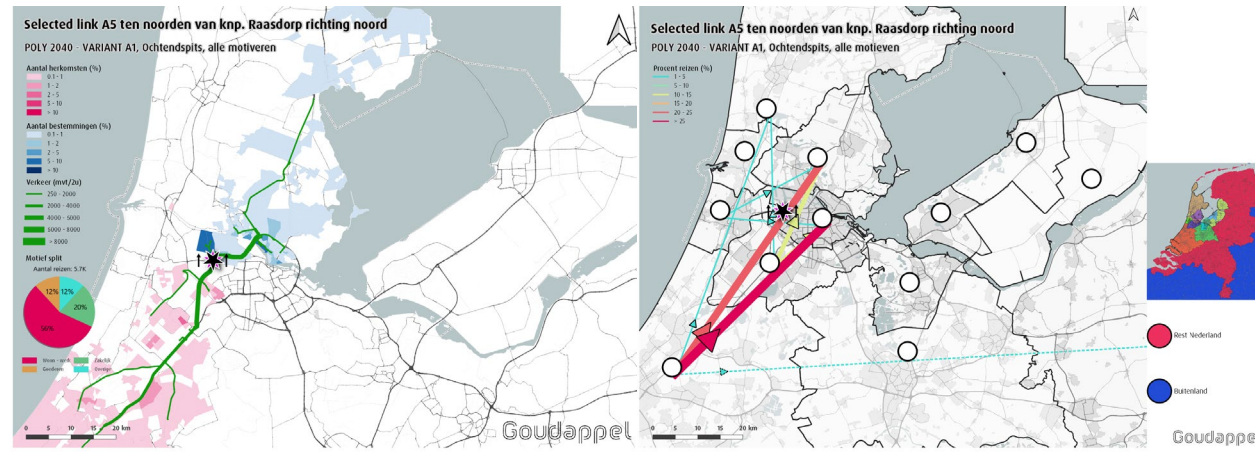 Selected link A5 ten noorden van knp. Raasdorp richting noord
POLY 2040 - VARIANT A1, Ochtendspits, alle motiveren
Aantal herkomsten (%)
0.1 - 1
1 - 2
2 - 5
5 - 10
> 10
Aantal bestemmingen (%)
0.1 - 1
1 - 2
2 - 5
5 - 10
> 10
Verkeer (mvt/2u)
250 - 2000
2000 - 4000
4000 - 6000
6000 - 8000
> 8000
Motief split
Aantal reizen: 5.7K
12%
12%
20%
56%
Woon - werk
Zakelijk
Goederen
Overige
0 5 10 15 20 km
Goudappel
Selected link A5 ten noorden van knp. Raasdorp richting noord
POLY 2040 - VARIANT A1, Ochtendspits, alle motieven
Procent reizen (%)
1 - 5
5 - 10
10 - 15
15 - 20
20 - 25
> 25
0 5 10 15 20 km
Rest Nederland
Buitenland
Goudappel